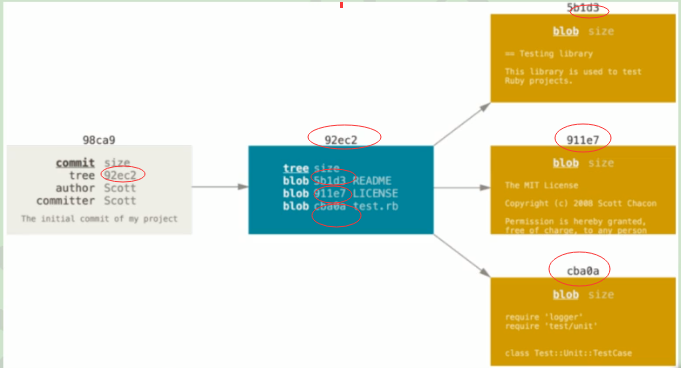 98ca9
commit size
tree 92ec2
author Scott
committer Scott
The initial commit of my project
92ec2
tree size
blob 5b1d3 README
blob 911e7 LICENSE
blob cba0a test.rb
5b1d3
blob size
== Testing library
This library is used to test
Ruby projects.
911e7
blob size
The MIT License
Copyright (c) 2008 Scott Chacon
Permission is hereby granted,
free of charge, to any person
cba0a
blob size
require 'logger'
require 'test/unit'
class Test::Unit::TestCase